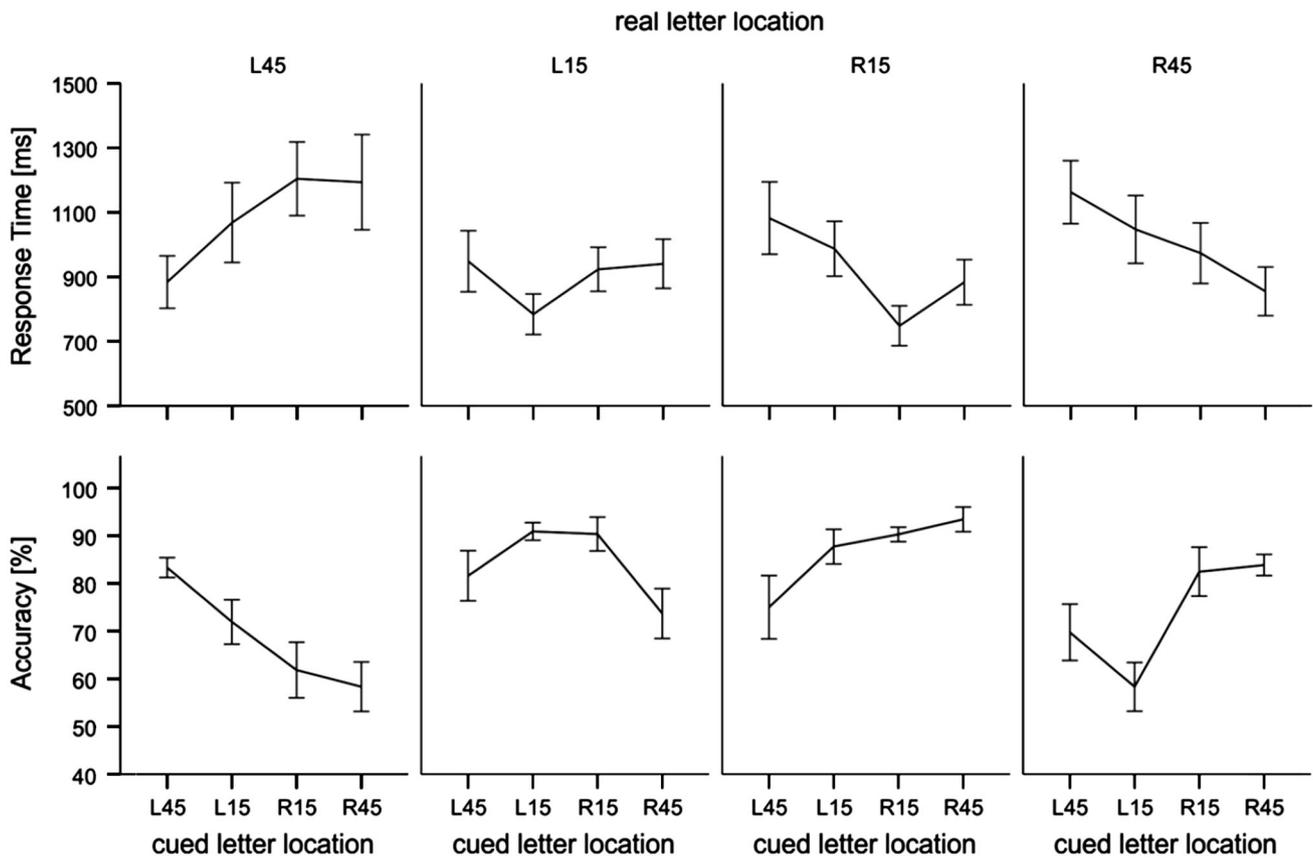 real letter location
L45 L15 R15 R45
Response Time [ms]
1500
1300
1100
900
700
500
Accuracy [%]
100
90
80
70
60
50
40
L45 L15 R15 R45 L45 L15 R15 R45 L45 L15 R15 R45 L45 L15 R15 R45
cued letter location cued letter location cued letter location cued letter location